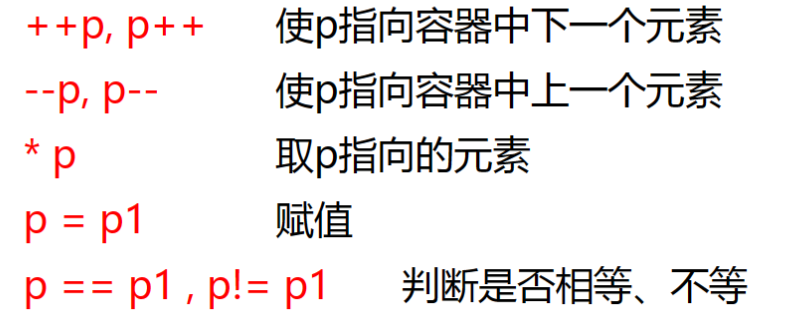 ++p, p++ 使p指向容器中下一个元素
--p, p-- 使p指向容器中上一个元素
* p 取p指向的元素
p = p1 赋值
p == p1 , p!= p1 判断是否相等、不等